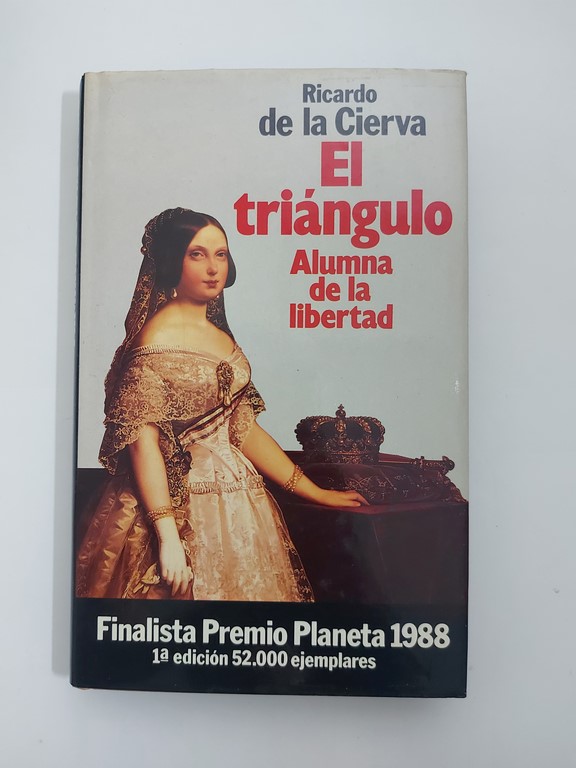 Ricardo
de la Cierva
El
triángulo
Alumna
de la
libertad
Finalista Premio Planeta 1988
1ª edición 52.000 ejemplares